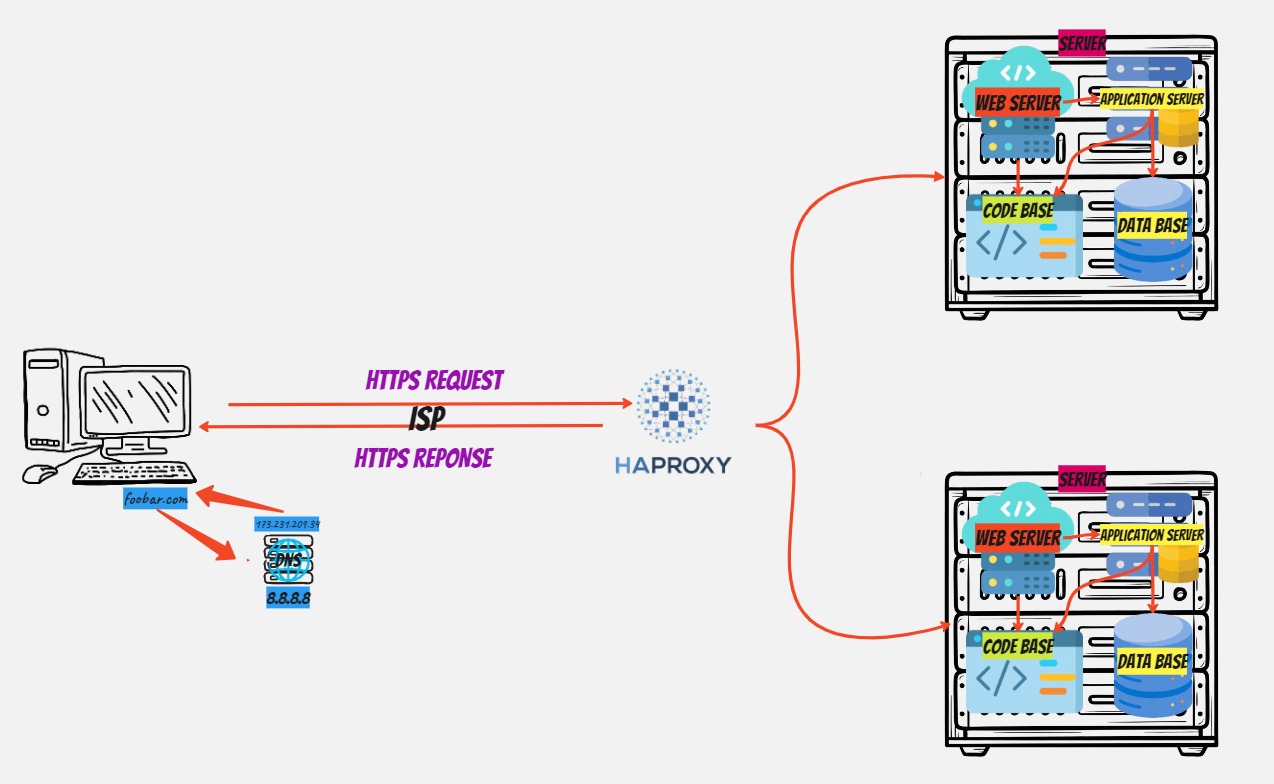 SERVER
WEB SERVER
APPLICATION SERVER
CODE BASE
DATA BASE
HTTPS REQUEST
ISP
HTTPS REPONSE
HAPROXY
foobar.com
173.231.209.34
DNS
8.8.8.8
SERVER
WEB SERVER
APPLICATION SERVER
CODE BASE
DATA BASE